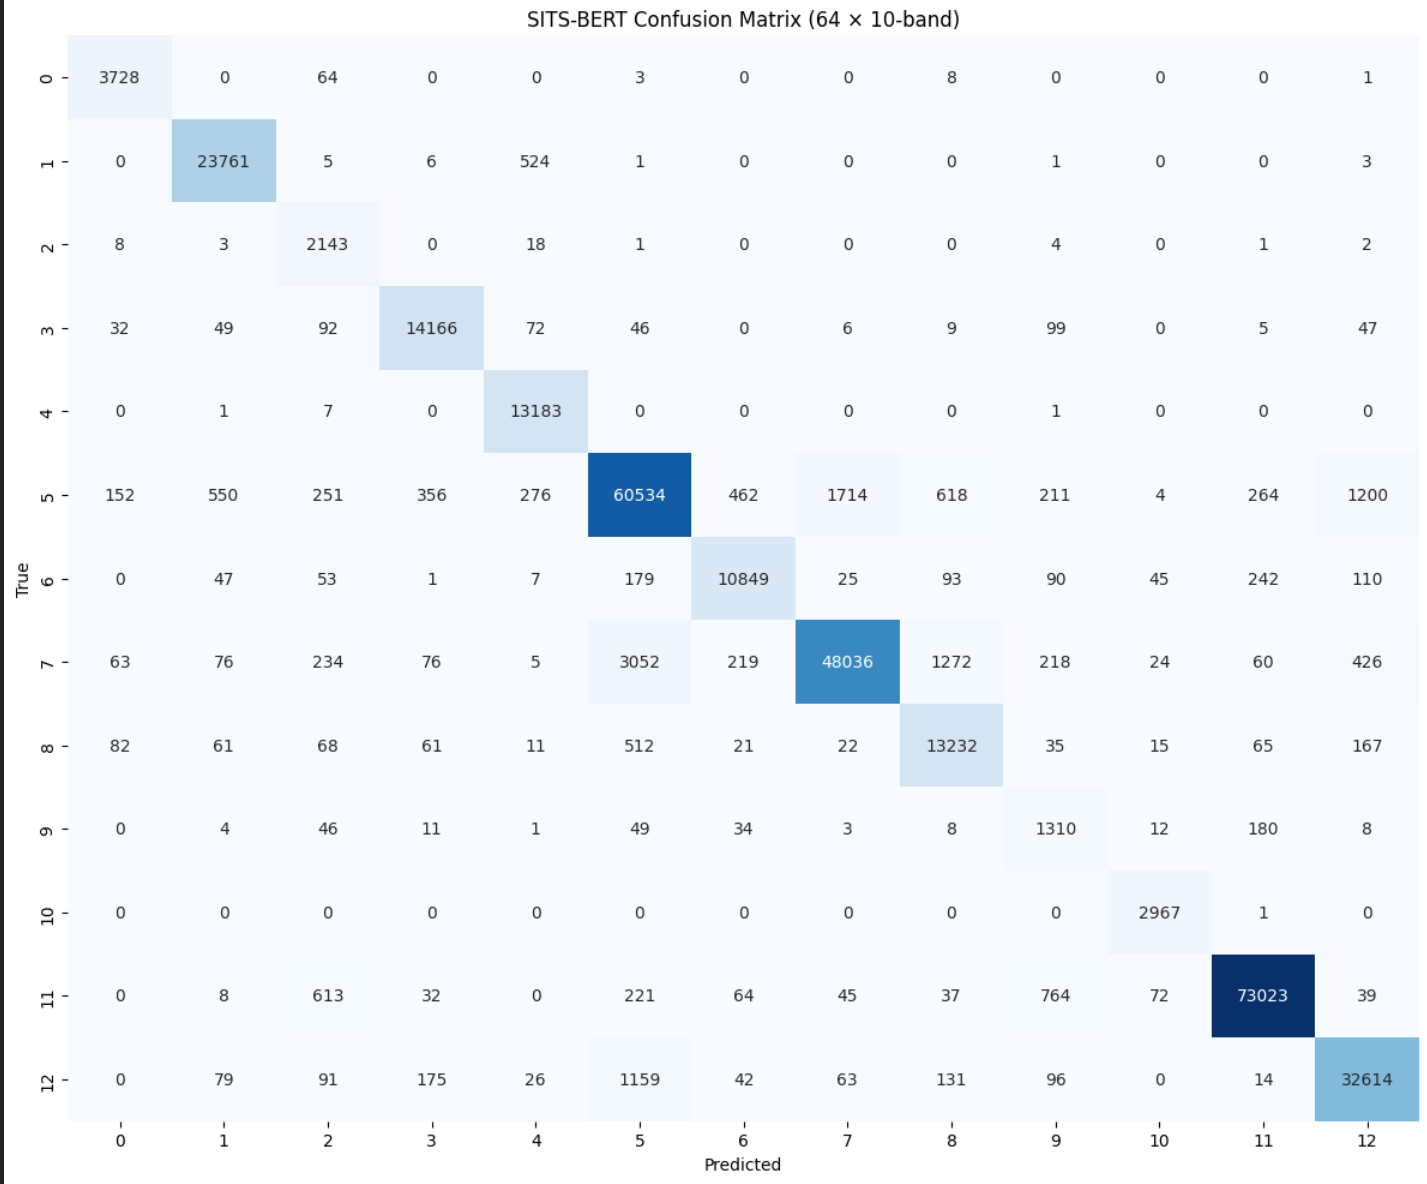 SITS-BERT Confusion Matrix (64 × 10-band)
0 3728 0 64 0 0 3 0 0 8 0 0 0 1
1 0 23761 5 6 524 1 0 0 0 1 0 0 3
2 8 3 2143 0 18 1 0 0 0 4 0 1 2
3 32 49 92 14166 72 46 0 6 9 99 0 5 47
4 0 1 7 0 13183 0 0 0 0 1 0 0 0
5 152 550 251 356 276 60534 462 1714 618 211 4 264 1200
True
6 0 47 53 1 7 179 10849 25 93 90 45 242 110
7 63 76 234 76 5 3052 219 48036 1272 218 24 60 426
8 82 61 68 61 11 512 21 22 13232 35 15 65 167
9 0 4 46 11 1 49 34 3 8 1310 12 180 8
10 0 0 0 0 0 0 0 0 0 0 2967 1 0
11 0 8 613 32 0 221 64 45 37 764 72 73023 39
12 0 79 91 175 26 1159 42 63 131 96 0 14 32614
0 1 2 3 4 5 6 7 8 9 10 11 12
Predicted